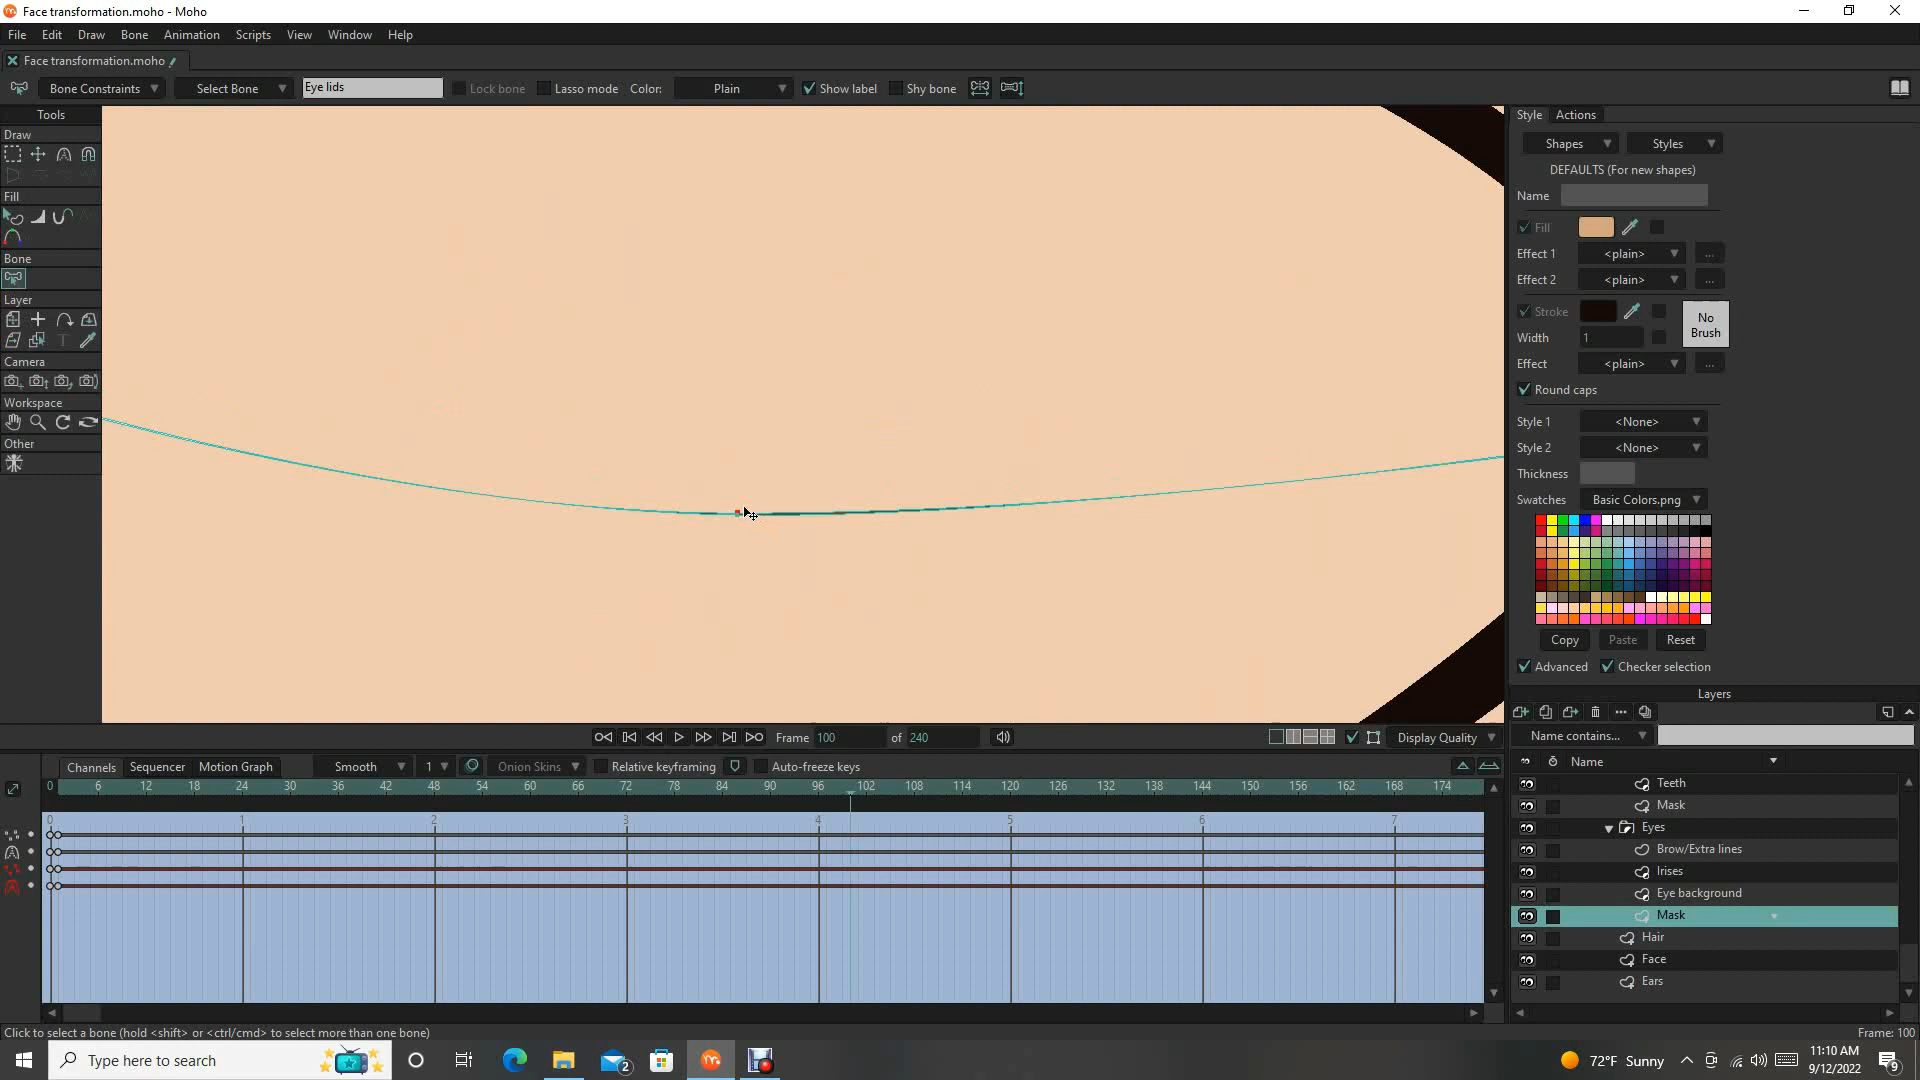 Face transformation.moho - Moho
File Edit Draw Bone Animation Scripts View Window Help
Face transformation.moho
Bone Constraints Select Bone Eye lids Lock bone Lasso mode Color: Plain Show label Shy bone
Tools
Draw
Fill
Bone
Layer
Camera
Workspace
Other
Style Actions
Shapes Styles
DEFAULTS (For new shapes)
Name
Fill
Effect 1 <plain> ...
Effect 2 <plain> ...
Stroke
No Brush
Width 1
Effect <plain> ...
Round caps
Style 1 <None>
Style 2 <None>
Thickness
Swatches Basic Colors.png
Copy Paste Reset
Advanced Checker selection
Layers
Name contains...
Name
Teeth
Mask
Eyes
Brow/Extra lines
Irises
Eye background
Mask
Hair
Face
Ears
Frame 100 of 240 Display Quality
Channels Sequencer Motion Graph Smooth 1 Onion Skins Relative keyframing Auto-freeze keys
0 6 12 18 24 30 36 42 48 54 60 66 72 78 84 90 96 102 108 114 120 126 132 138 144 150 156 162 168 174
0 1 2 3 4 5 6 7
Click to select a bone (hold <shift> or <ctrl/cmd> to select more than one bone)
Frame: 100
Type here to search
2
72°F Sunny
11:10 AM
9/12/2022
9